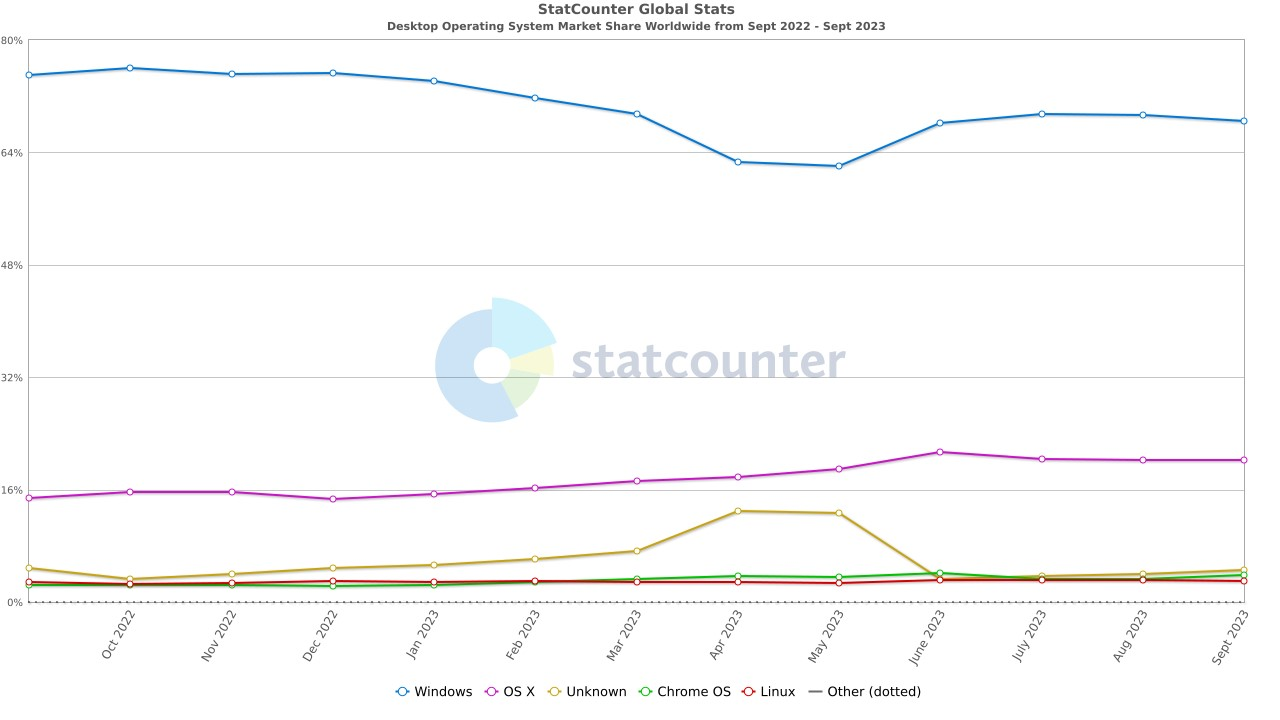 StatCounter Global Stats
Desktop Operating System Market Share Worldwide from Sept 2022 - Sept 2023
80%
64%
48%
statcounter
32%
16%
0%
Oct 2022 Nov 2022 Dec 2022 Jan 2023 Feb 2023 Mar 2023 Apr 2023 May 2023 June 2023 July 2023 Aug 2023 Sept 2023
Windows OS X Unknown Chrome OS Linux Other (dotted)